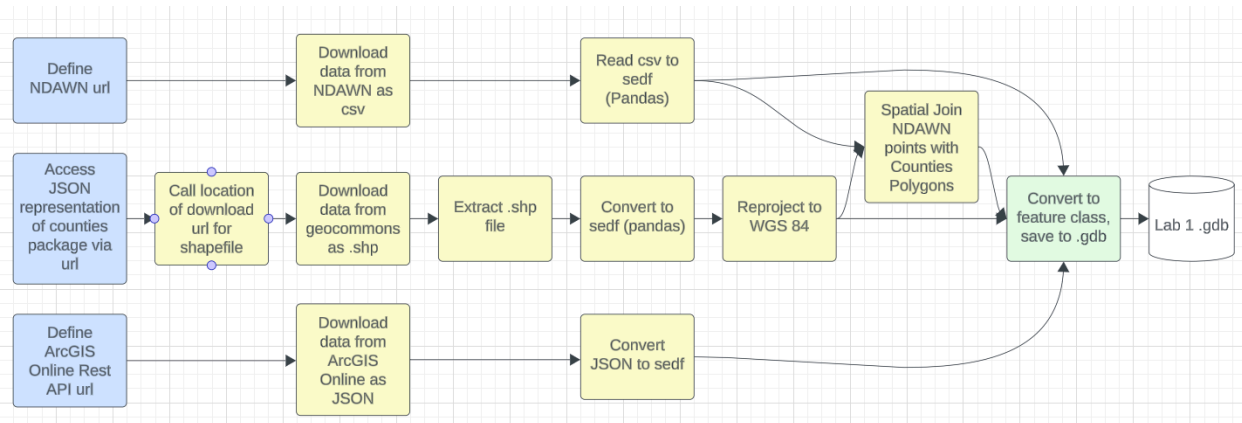 Define
NDAWN url
Download
data from
NDAWN as
csv
Read csv to
sedf
(Pandas)
Spatial Join
NDAWN
points with
Counties
Polygons
Access
JSON
representation
of counties
package via
url
Call location
of download
url for
shapefile
Download
data from
geocommons
as .shp
Extract .shp
file
Convert to
sedf (pandas)
Reproject to
WGS 84
Convert to
feature class,
save to .gdb
Lab 1 .gdb
Define
ArcGIS
Online Rest
API url
Download
data from
ArcGIS
Online as
JSON
Convert
JSON to sedf